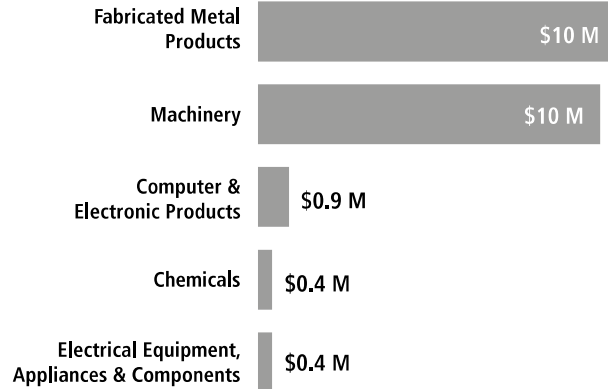 Fabricated Metal
Products
$10 M
Machinery
$10 M
Computer &
Electronic Products
$0.9 M
Chemicals
$0.4 M
Electrical Equipment,
Appliances & Components
$0.4 M